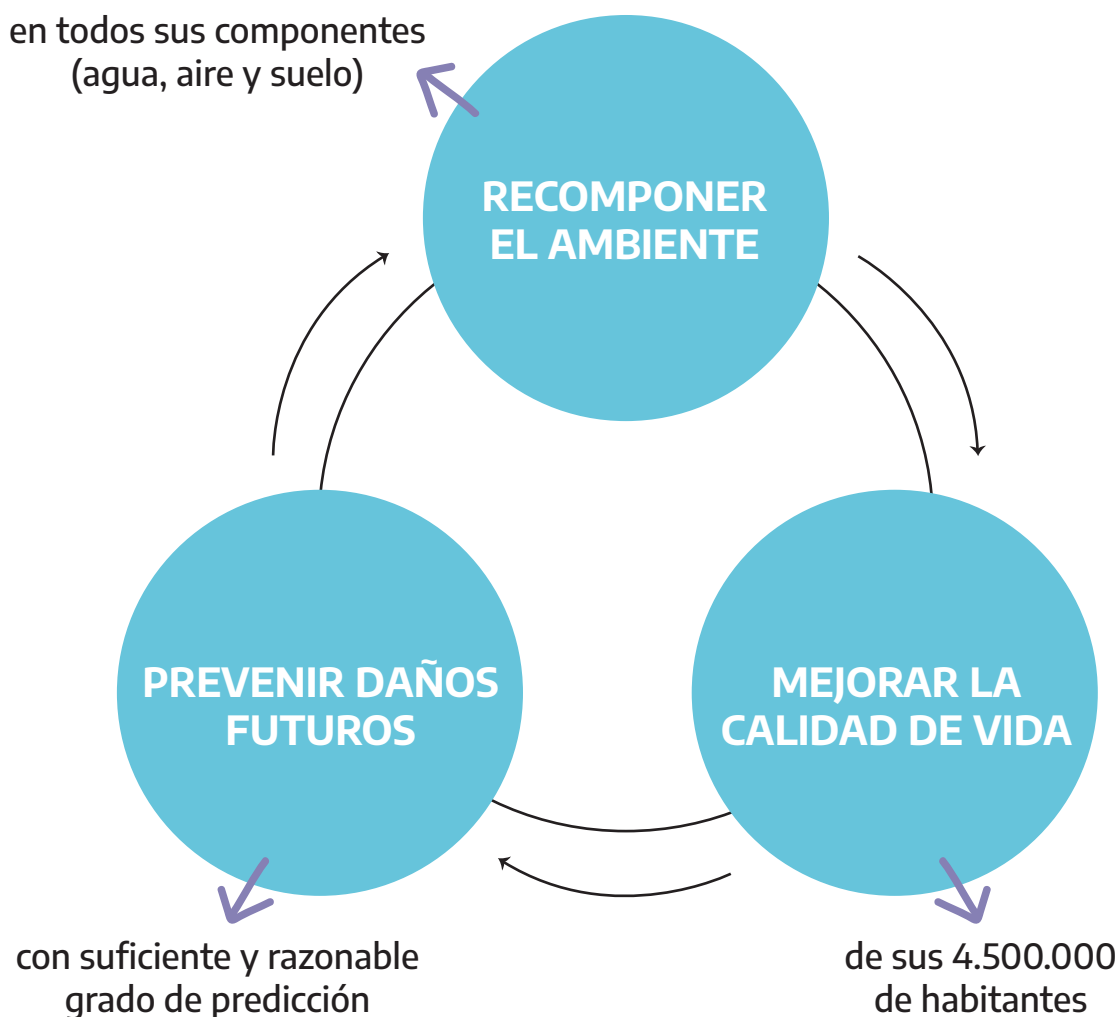 en todos sus componentes
(agua, aire y suelo)
RECOMPONER
EL AMBIENTE
PREVENIR DAÑOS
FUTUROS
MEJORAR LA
CALIDAD DE VIDA
con suficiente y razonable
grado de predicción
de sus 4.500.000
de habitantes